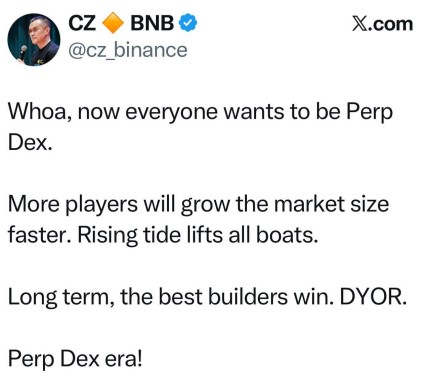 CZ 🔶 BNB
X.com
@cz_binance
Whoa, now everyone wants to be Perp
Dex.
More players will grow the market size
faster. Rising tide lifts all boats.
Long term, the best builders win. DYOR.
Perp Dex era!